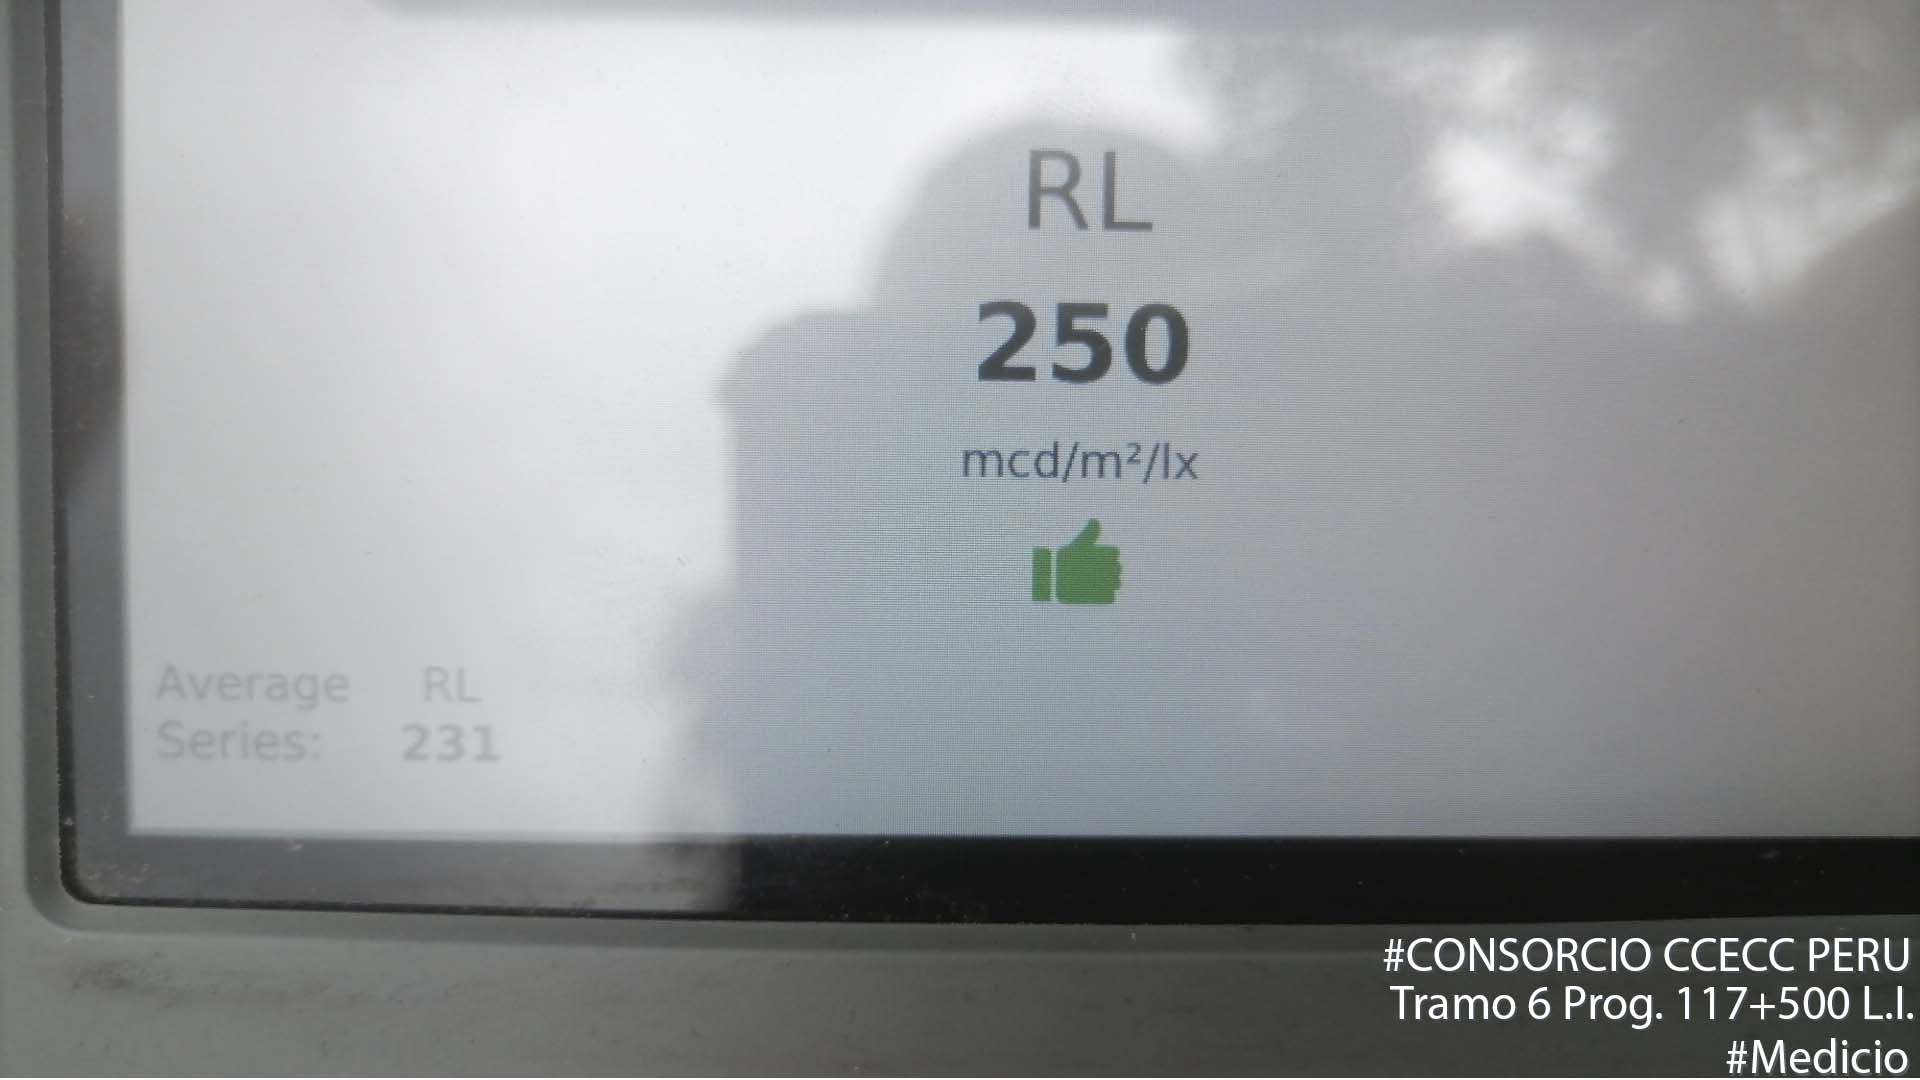 RL
250
mcd/m²/lx
Average RL
Series: 231
#CONSORCIO CCECC PERU
Tramo 6 Prog. 117+500 L.I.
#Medicio